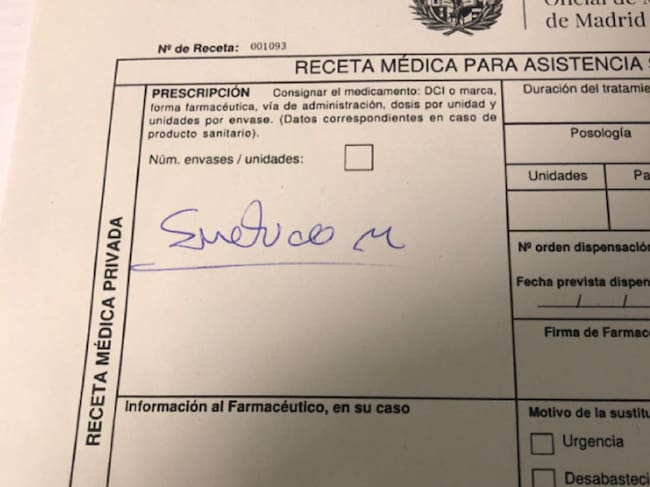 Oficial de M
de Madrid
Nº de Receta: 001093
RECETA MÉDICA PARA ASISTENCIA S
PRESCRIPCIÓN Consignar el medicamento: DCI o marca,
forma farmacéutica, vía de administración, dosis por unidad y
unidades por envase. (Datos correspondientes en caso de
producto sanitario).
Núm. envases / unidades:
RECETA MÉDICA PRIVADA
Información al Farmacéutico, en su caso
Duración del tratamie
Posología
Unidades Pa
Nº orden dispensació
Fecha prevista dispen
/ /
Firma de Farmac
Motivo de la sustitu
Urgencia
Desabasteci